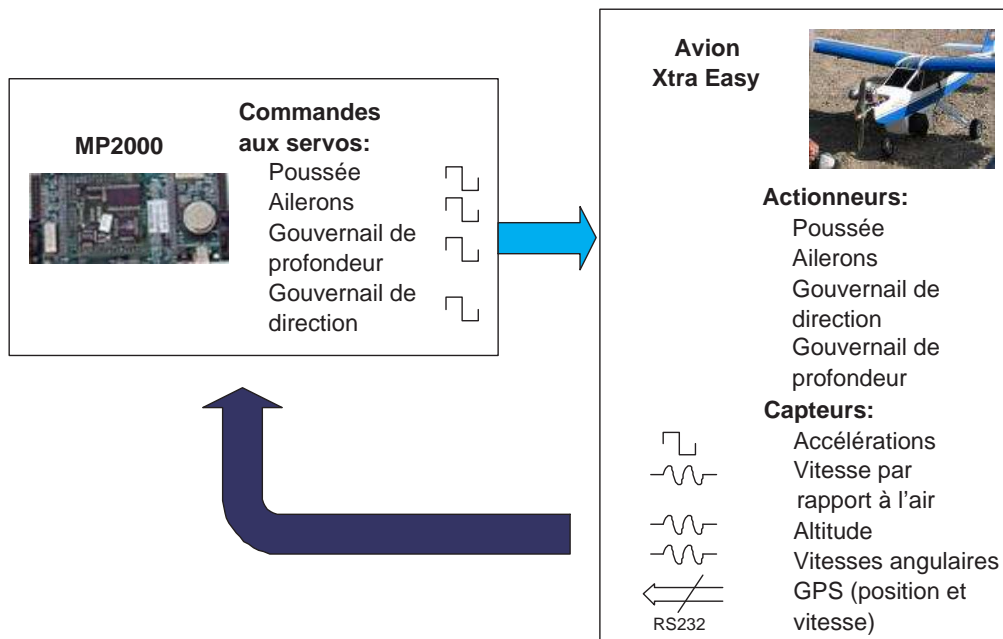 MP2000
Commandes
aux servos:
Poussée
Ailerons
Gouvernail de
profondeur
Gouvernail de
direction
Avion
Xtra Easy
Actionneurs:
Poussée
Ailerons
Gouvernail de
direction
Gouvernail de
profondeur
Capteurs:
Accélérations
Vitesse par
rapport à l'air
Altitude
Vitesses angulaires
GPS (position et
vitesse)
RS232